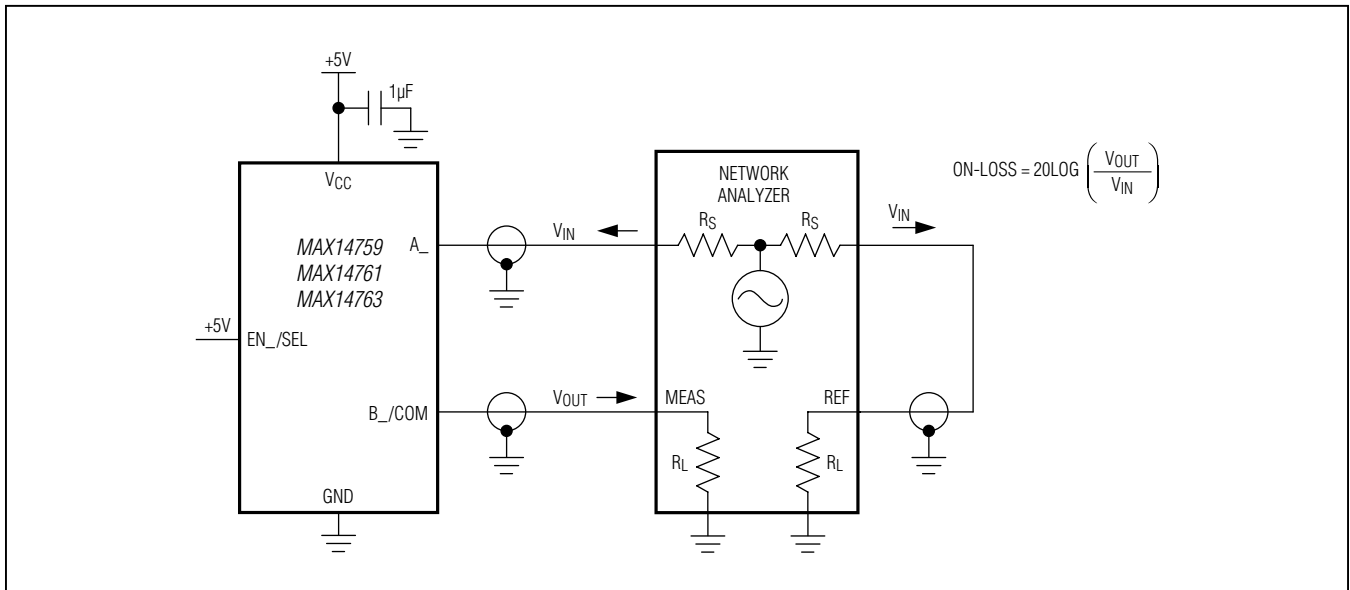 +5V
1µF
VCC
MAX14759
MAX14761
MAX14763
A_
+5V
EN_/SEL
B_/COM
GND
VIN
VOUT
NETWORK
ANALYZER
RS
RS
MEAS
REF
RL
RL
VIN
ON-LOSS = 20LOG (VOUT/VIN)